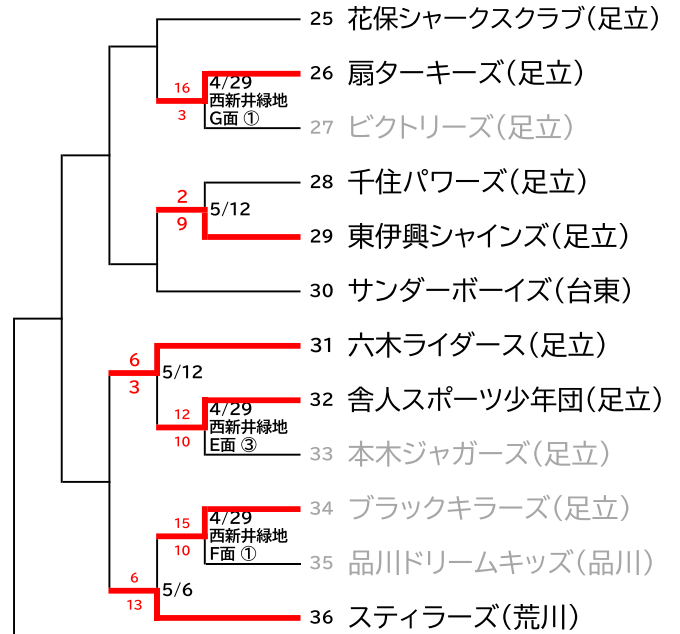 25 花保シャークスクラブ(足立)
26 扇ターキーズ(足立)
16
4/29
西新井緑地
3
G面 ①
27 ビクトリーズ(足立)
28 千住パワーズ(足立)
2
5/12
9
29 東伊興シャインズ(足立)
30 サンダーボーイズ(台東)
31 六木ライダース(足立)
6
5/12
3
32 舎人スポーツ少年団(足立)
12
4/29
西新井緑地
10
E面 ③
33 本木ジャガーズ(足立)
34 ブラックキラーズ(足立)
15
4/29
西新井緑地
10
F面 ①
35 品川ドリームキッズ(品川)
6
5/6
13
36 スティラーズ(荒川)